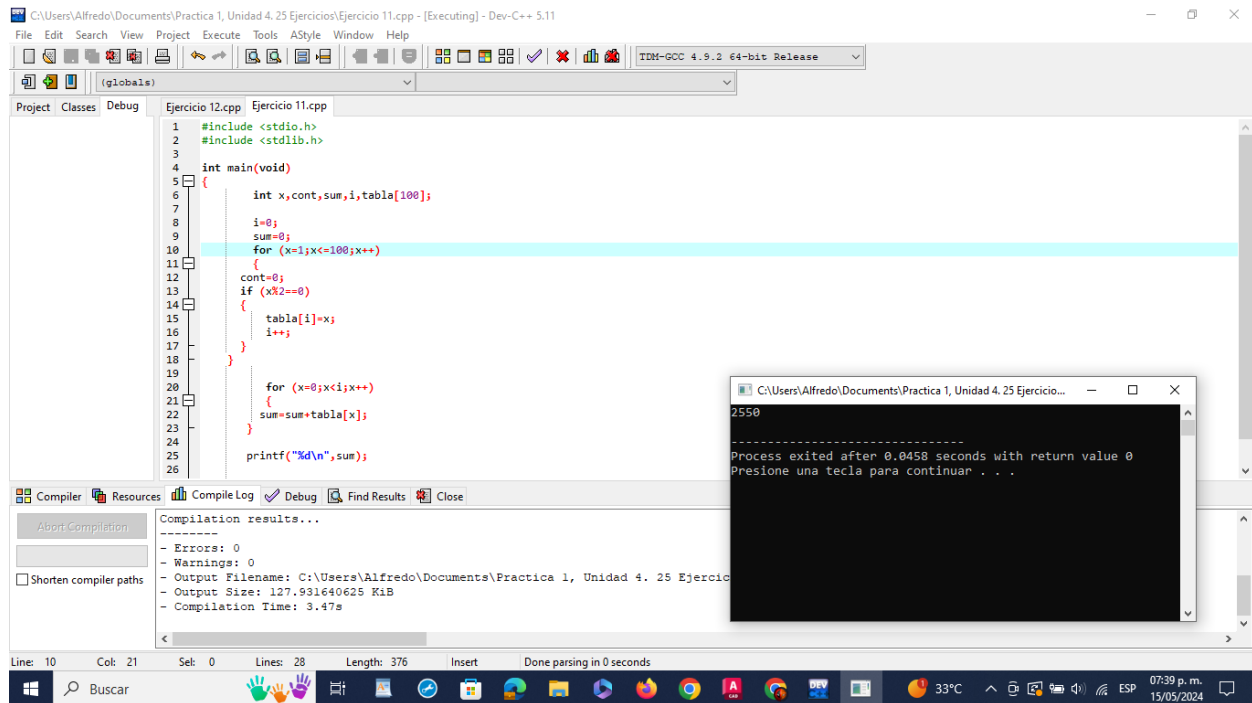 C:\Users\Alfredo\Documents\Practica 1, Unidad 4. 25 Ejercicios\Ejercicio 11.cpp - [Executing] - Dev-C++ 5.11
File Edit Search View Project Execute Tools AStyle Window Help
TDM-GCC 4.9.2 64-bit Release
(globals)
Project Classes Debug Ejercicio 12.cpp Ejercicio 11.cpp
1 #include <stdio.h>
2 #include <stdlib.h>
3
4 int main(void)
5 {
6 int x,cont,sum,i,tabla[100];
7
8 i=0;
9 sum=0;
10 for (x=1;x<=100;x++)
11 {
12 cont=0;
13 if (x%2==0)
14 {
15 tabla[i]=x;
16 i++;
17 }
18 }
19
20 for (x=0;x<i;x++)
21 {
22 sum=sum+tabla[x];
23 }
24
25 printf("%d\n",sum);
26
C:\Users\Alfredo\Documents\Practica 1, Unidad 4. 25 Ejercicio...
2550
--------------------------------
Process exited after 0.0458 seconds with return value 0
Presione una tecla para continuar . . .
Compiler Resources Compile Log Debug Find Results Close
Abort Compilation
Shorten compiler paths
Compilation results...
--------
- Errors: 0
- Warnings: 0
- Output Filename: C:\Users\Alfredo\Documents\Practica 1, Unidad 4. 25 Ejercic
- Output Size: 127.931640625 KiB
- Compilation Time: 3.47s
Line: 10 Col: 21 Sel: 0 Lines: 28 Length: 376 Insert Done parsing in 0 seconds
Buscar
33°C
ESP
07:39 p. m.
15/05/2024